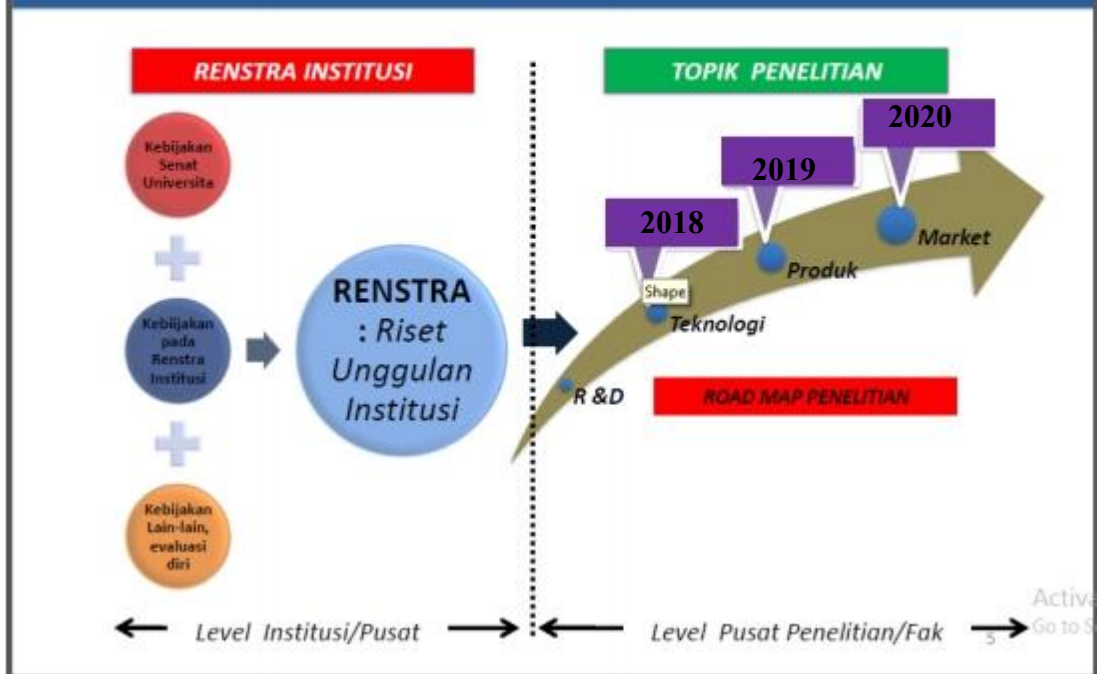 RENSTRA INSTITUSI
Kebijakan
Senat
Universita
Kebiijakan
pada
Renstra
Institusi
Kebijakan
Lain-lain,
evaluasi
diri
RENSTRA
: Riset
Unggulan
Institusi
TOPIK PENELITIAN
2020
2019
2018
Market
Produk
Shape
Teknologi
R &D
ROAD MAP PENELITIAN
Level Institusi/Pusat
Level Pusat Penelitian/Fak
5
Activa
Go to S